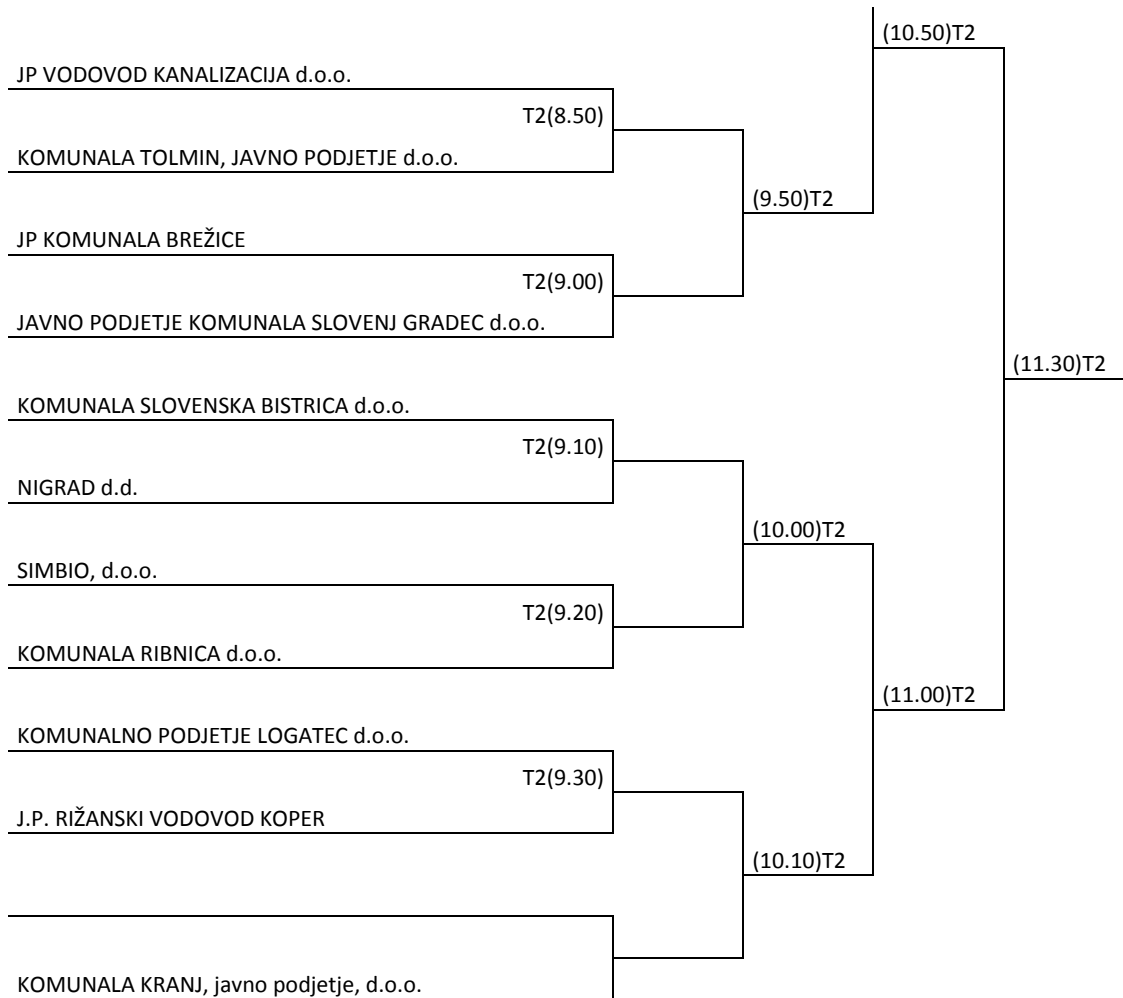 (10.50)T2
JP VODOVOD KANALIZACIJA d.o.o.
T2(8.50)
KOMUNALA TOLMIN, JAVNO PODJETJE d.o.o.
(9.50)T2
JP KOMUNALA BREŽICE
T2(9.00)
JAVNO PODJETJE KOMUNALA SLOVENJ GRADEC d.o.o.
(11.30)T2
KOMUNALA SLOVENSKA BISTRICA d.o.o.
T2(9.10)
NIGRAD d.d.
(10.00)T2
SIMBIO, d.o.o.
T2(9.20)
KOMUNALA RIBNICA d.o.o.
(11.00)T2
KOMUNALNO PODJETJE LOGATEC d.o.o.
T2(9.30)
J.P. RIŽANSKI VODOVOD KOPER
(10.10)T2
KOMUNALA KRANJ, javno podjetje, d.o.o.